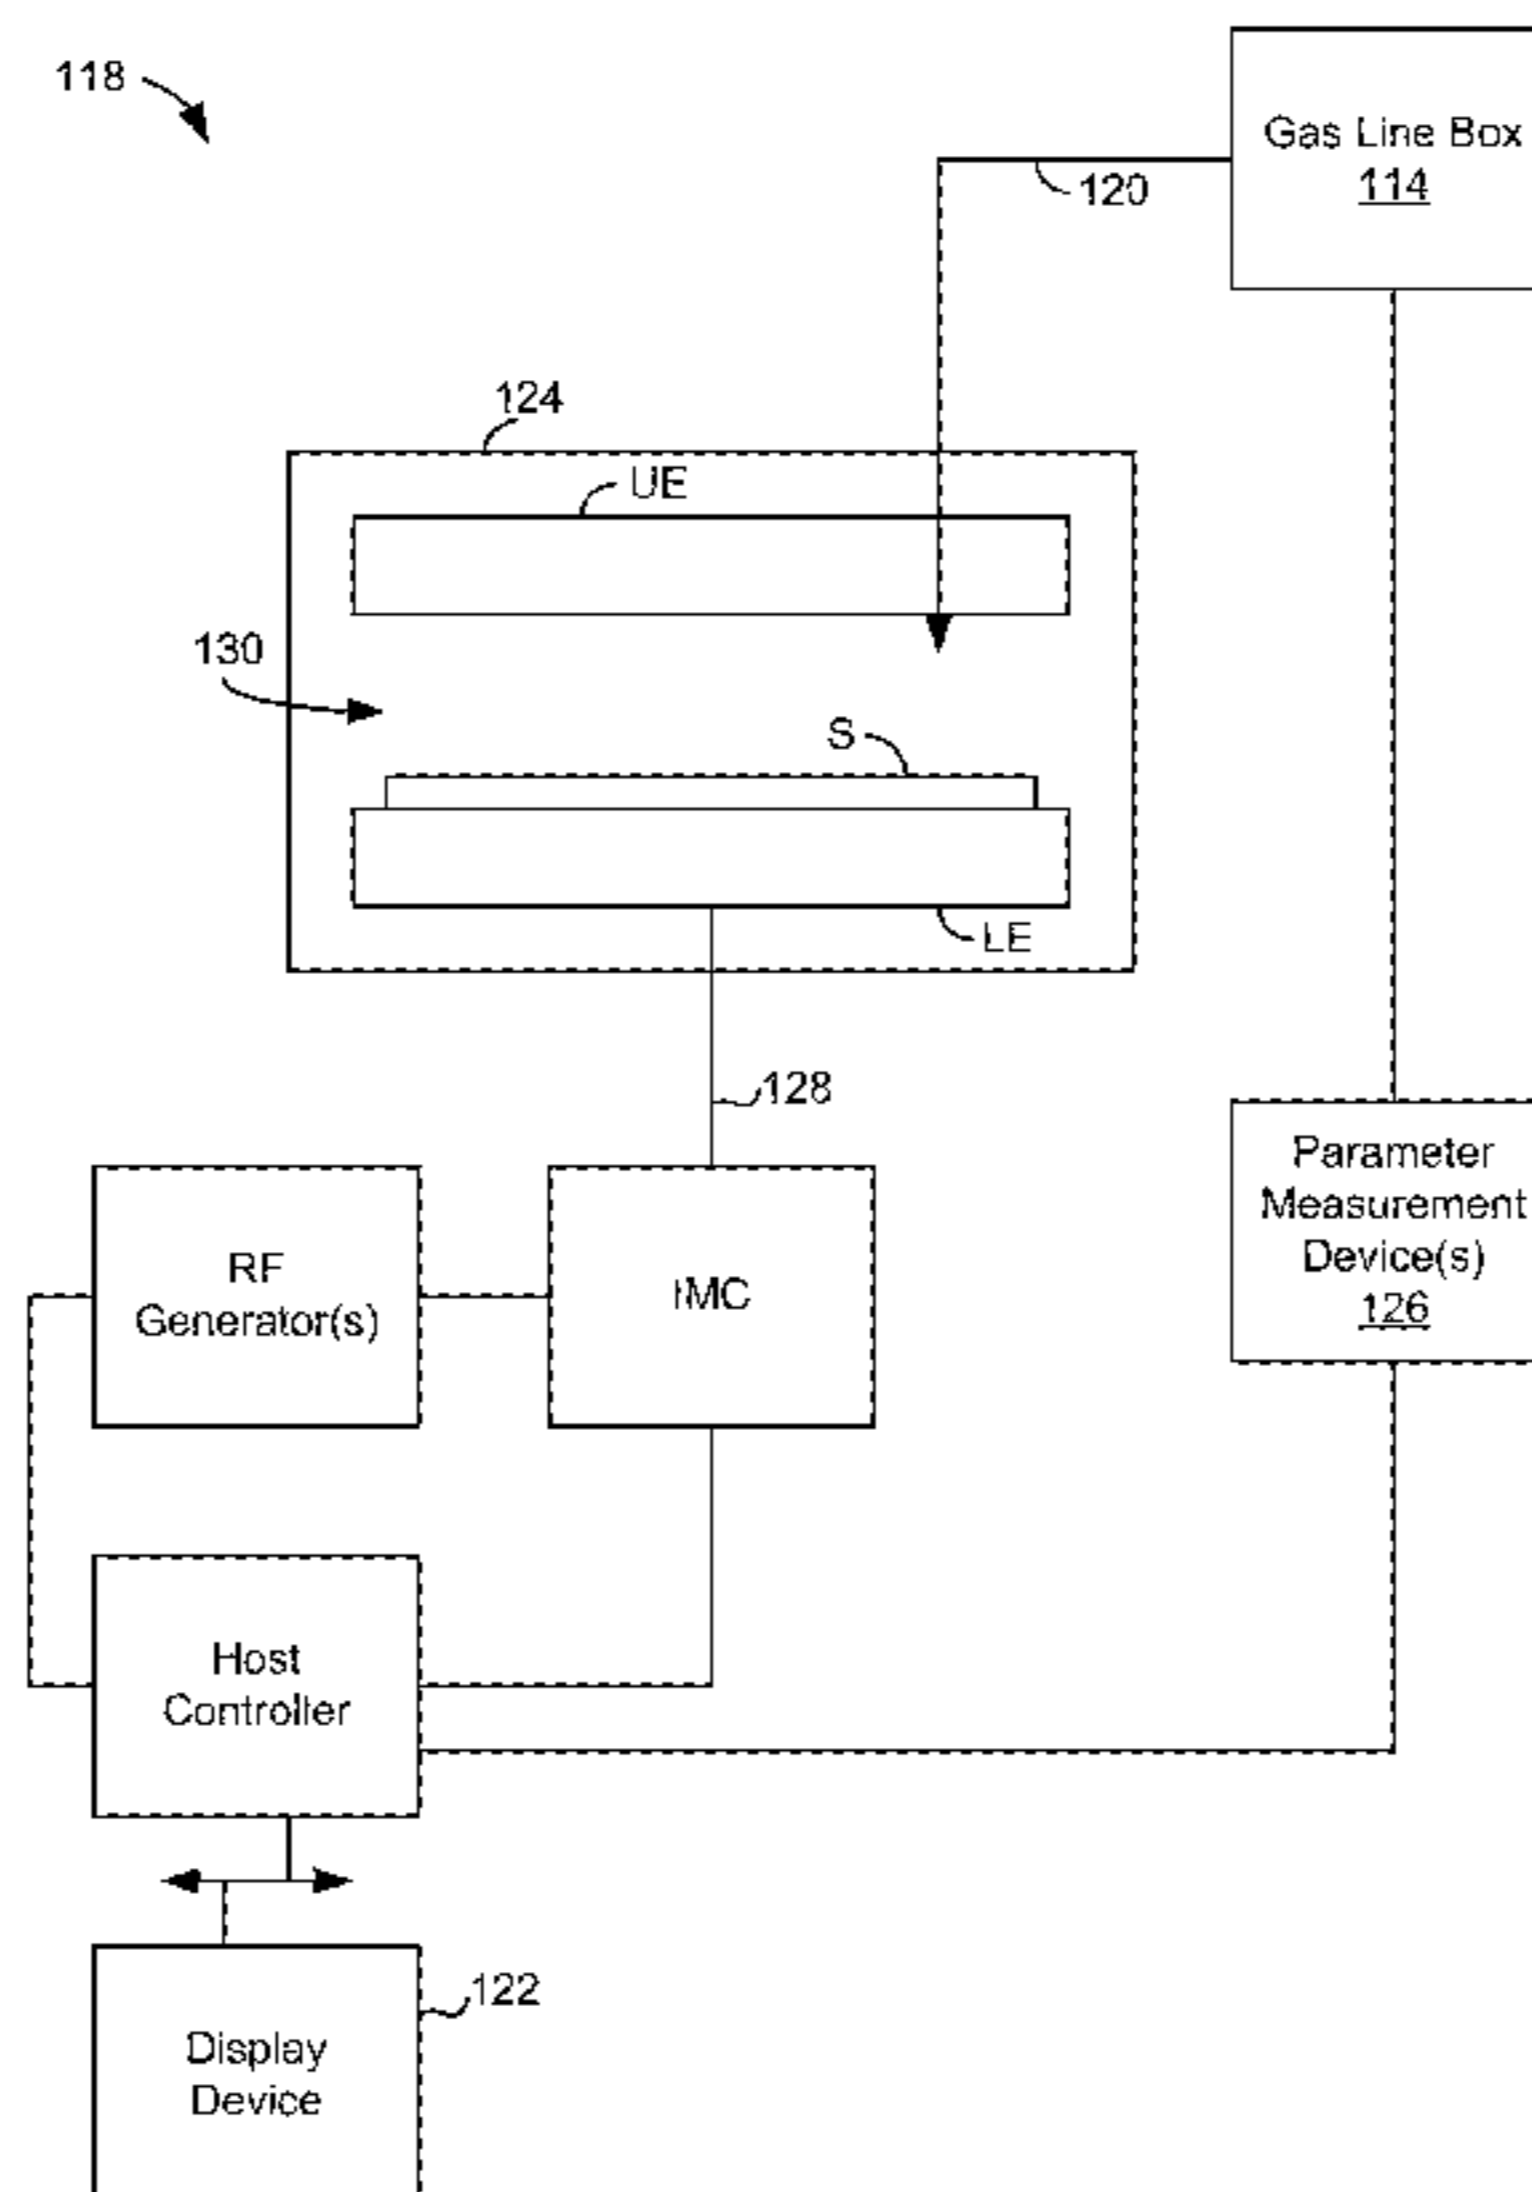 118
Gas Line Box
114
120
124
UE
130
S
LE
128
Parameter
Measurement
Device(s)
126
RF
Generator(s)
IMC
Host
Controller
122
Display
Device